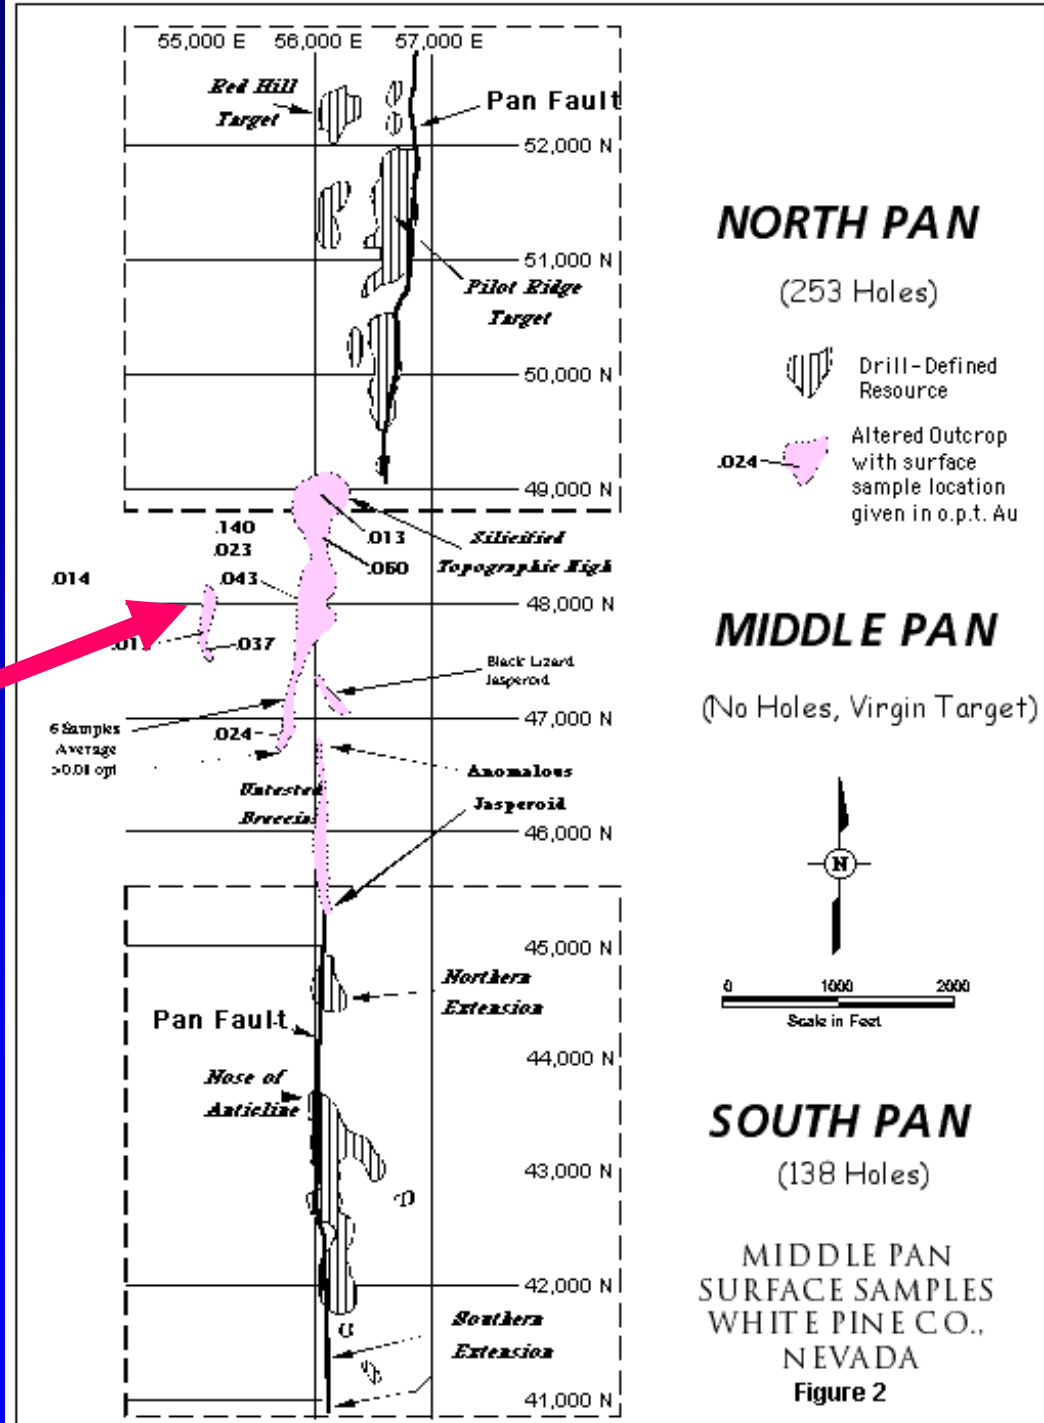 55,000 E 56,000 E 57,000 E
Red Hill
Target
Pan Fault
52,000 N
51,000 N
Pilot Ridge
Target
50,000 N
49,000 N
.140
.023
.013
Silicified
.060
Topographic High
.014
.043
48,000 N
.037
Black Lizard
Jasperoid
47,000 N
6 Samples
Average
>0.01 opt
.024
Anomalous
Jasperoid
Untested
Breccia
46,000 N
45,000 N
Northern
Extension
Pan Fault
44,000 N
Nose of
Anticline
43,000 N
42,000 N
Southern
Extension
41,000 N
NORTH PAN
(253 Holes)
Drill-Defined
Resource
.024
Altered Outcrop
with surface
sample location
given in o.p.t. Au
MIDDLE PAN
(No Holes, Virgin Target)
N
0 1000 2000
Scale in Feet
SOUTH PAN
(138 Holes)
MIDDLE PAN
SURFACE SAMPLES
WHITE PINE CO.,
NEVADA
Figure 2